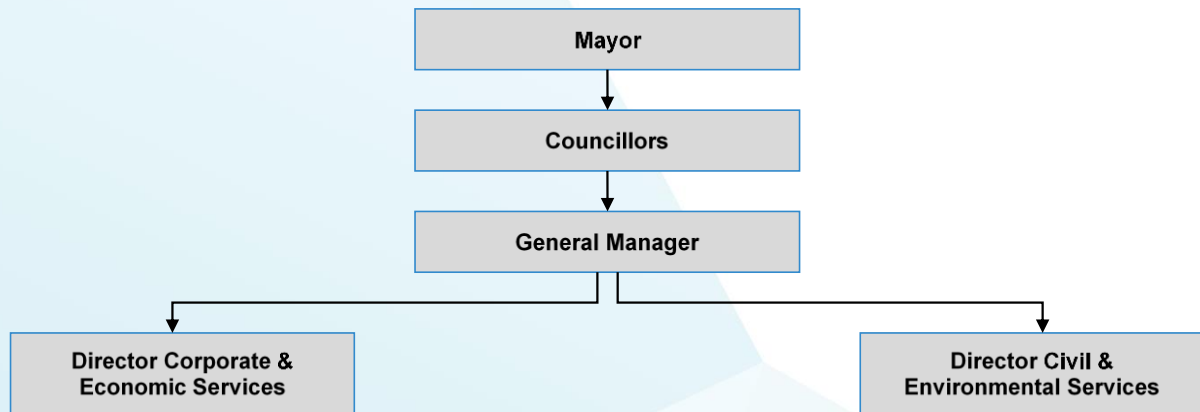 Mayor
Councillors
General Manager
Director Corporate &
Economic Services
Director Civil &
Environmental Services